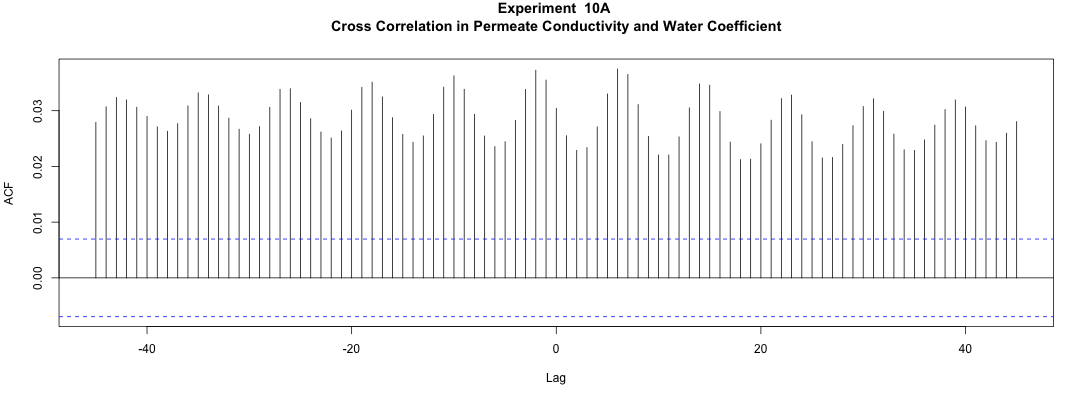 Experiment 10A
Cross Correlation in Permeate Conductivity and Water Coefficient
ACF
0.03
0.02
0.01
0.00
-40 -20 0 20 40
Lag